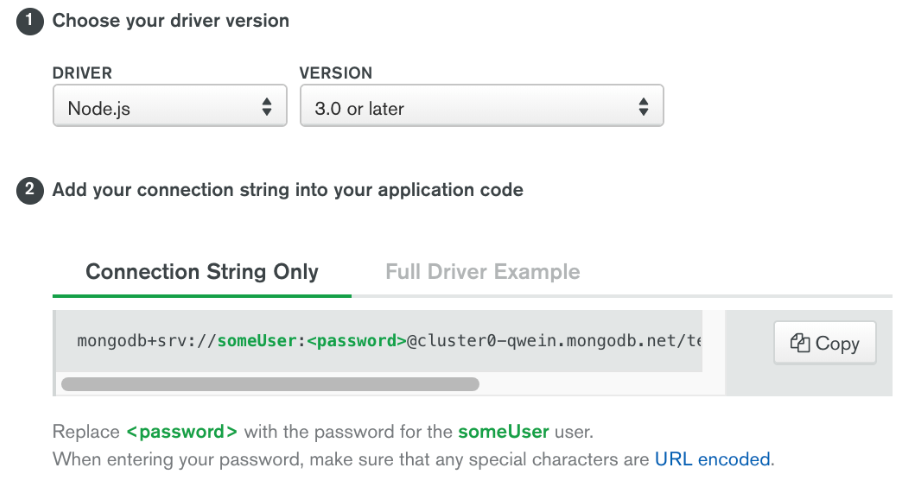 1 Choose your driver version
DRIVER VERSION
Node.js 3.0 or later
2 Add your connection string into your application code
Connection String Only Full Driver Example
mongodb+srv://someUser:<password>@cluster0-qwein.mongodb.net/te
Copy
Replace <password> with the password for the someUser user.
When entering your password, make sure that any special characters are URL encoded.